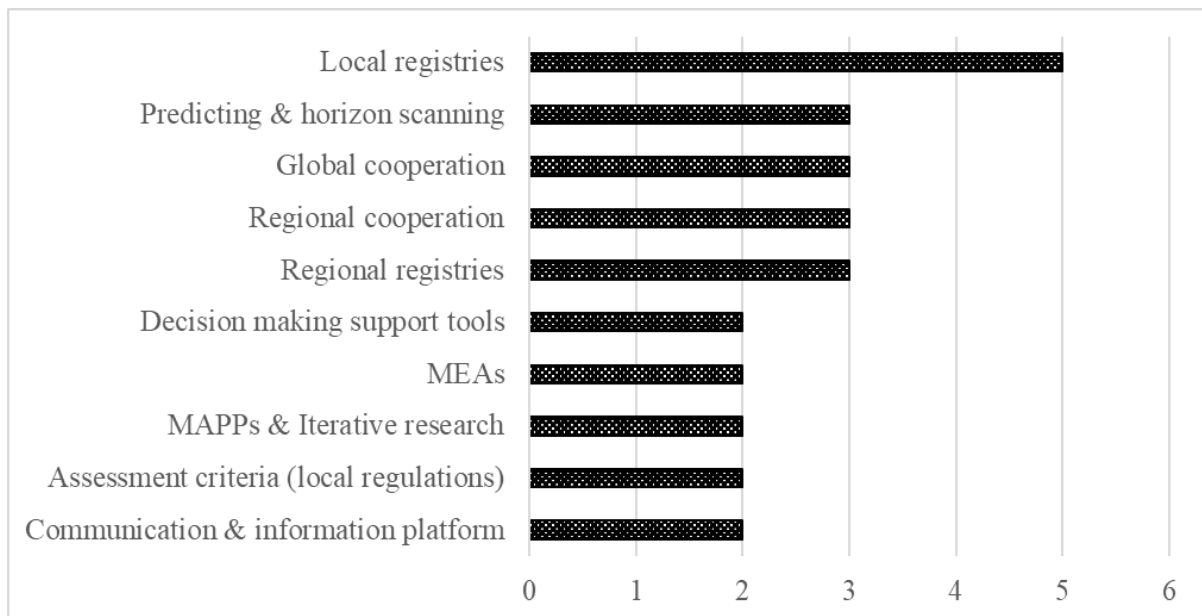 Local registries
Predicting & horizon scanning
Global cooperation
Regional cooperation
Regional registries
Decision making support tools
MEAs
MAPPs & Iterative research
Assessment criteria (local regulations)
Communication & information platform
0 1 2 3 4 5 6